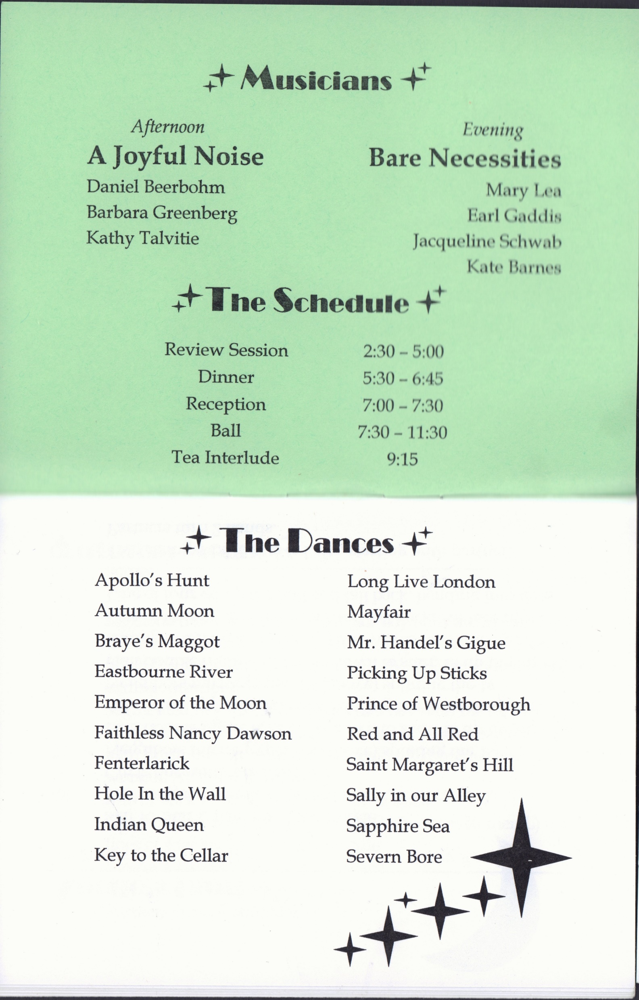 Musicians
Afternoon
A Joyful Noise
Daniel Beerbohm
Barbara Greenberg
Kathy Talvitie
Evening
Bare Necessities
Mary Lea
Earl Gaddis
Jacqueline Schwab
Kate Barnes
The Schedule
Review Session 2:30 – 5:00
Dinner 5:30 – 6:45
Reception 7:00 – 7:30
Ball 7:30 – 11:30
Tea Interlude 9:15
The Dances
Apollo's Hunt
Autumn Moon
Braye's Maggot
Eastbourne River
Emperor of the Moon
Faithless Nancy Dawson
Fenterlarick
Hole In the Wall
Indian Queen
Key to the Cellar
Long Live London
Mayfair
Mr. Handel's Gigue
Picking Up Sticks
Prince of Westborough
Red and All Red
Saint Margaret's Hill
Sally in our Alley
Sapphire Sea
Severn Bore